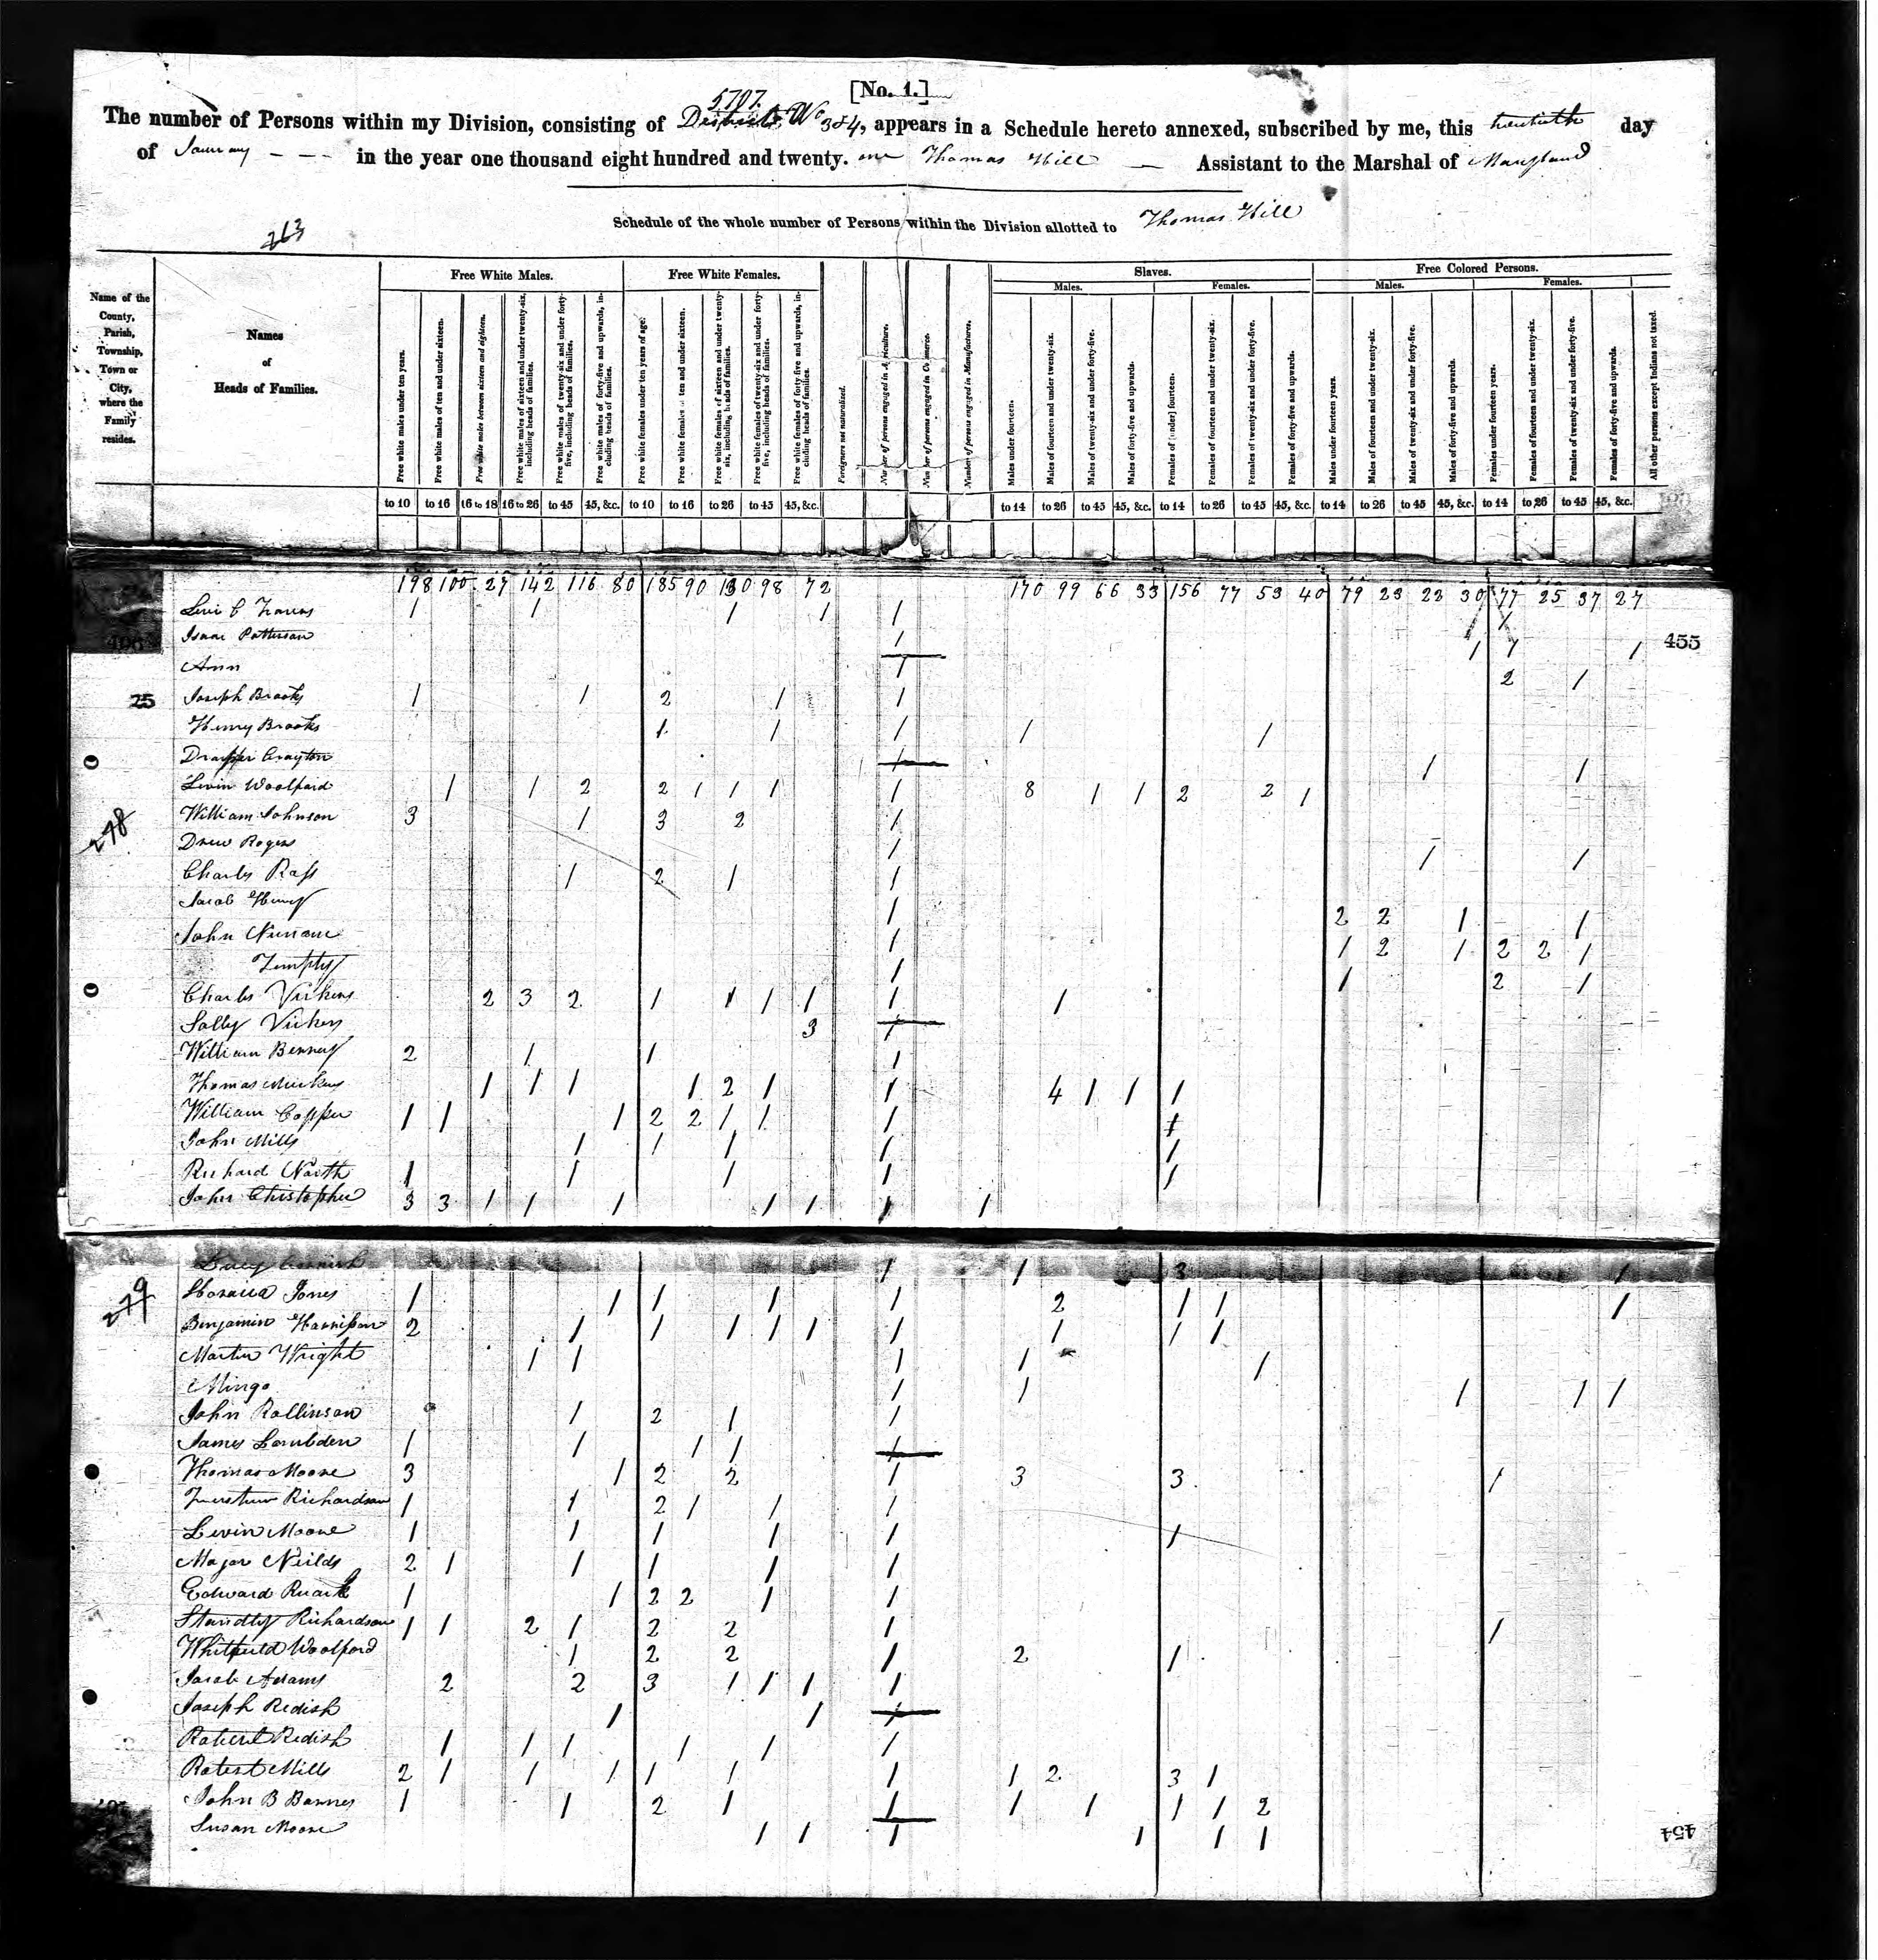 [No. 1.]
5707.
The number of Persons within my Division, consisting of Districts No 3&4, appears in a Schedule hereto annexed, subscribed by me, this twentieth day
of January - - - in the year one thousand eight hundred and twenty. one Thomas Hill — Assistant to the Marshal of Maryland
Schedule of the whole number of Persons within the Division allotted to Thomas Hill
263
Name of the County, Parish, Township, Town or City, where the Family resides.
Names of Heads of Families.
Free White Males.
Free white males under ten years.
Free white males of ten and under sixteen.
Free white males between sixteen and eighteen.
Free white males of sixteen and under twenty-six, including heads of families.
Free white males of twenty-six and under forty-five, including heads of families.
Free white males of forty-five and upwards, including heads of families.
Free White Females.
Free white females under ten years of age.
Free white females of ten and under sixteen.
Free white females of sixteen and under twenty-six, including heads of families.
Free white females of twenty-six and under forty-five, including heads of families.
Free white females of forty-five and upwards, including heads of families.
Foreigners not naturalized.
Number of persons engaged in Agriculture.
Number of persons engaged in Commerce.
Number of persons engaged in Manufactures.
Slaves.
Males.
Males under fourteen.
Males of fourteen and under twenty-six.
Males of twenty-six and under forty-five.
Males of forty-five and upwards.
Females.
Females of [under] fourteen.
Females of fourteen and under twenty-six.
Females of twenty-six and under forty-five.
Females of forty-five and upwards.
Free Colored Persons.
Males.
Males under fourteen years.
Males of fourteen and under twenty-six.
Males of twenty-six and under forty-five.
Males of forty-five and upwards.
Females.
Females under fourteen years.
Females of fourteen and under twenty-six.
Females of twenty-six and under forty-five.
Females of forty-five and upwards.
All other persons except Indians not taxed.
to 10 to 16 16 to 18 16 to 26 to 45 45, &c. to 10 to 16 to 26 to 45 45, &c. to 14 to 26 to 45 45, &c. to 14 to 26 to 45 45, &c. to 14 to 26 to 45 45, &c. to 14 to 26 to 45 45, &c.
198 100 27 142 116 80 185 90 130 98 72 170 99 66 33 156 77 53 40 79 23 22 30 77 25 37 27
Levi C Travers 1 1 1 1 1
Isaac Patterson 1 1 1 1
455
Ann 1 2 1
25
Joseph Brooks 1 1 2 1 1
Henry Brooks 1 1 1 1 1
Drapper Crayton 1 1 1
Levin Woolford 1 1 2 2 1 1 1 1 8 1 1 2 2 1
278
William Johnson 3 1 3 2 1
Drew Rogers 1 1 1
Charles Ross 1 2 1 1
Jacob Henry 1 2 2 1 1
John 1 1 2 1 2 2 1
1 1 2 1
Charles Vickers 2 3 2 1 1 1 1 1 1
Sally Vickers 3 1
William Benney 2 1 1 1
Thomas 1 1 1 1 2 1 1 4 1 1 1
William Copper 1 1 1 2 2 1 1 1 1
John Mills 1 1 1 1 1
Richard North 1 1 1 1 1
John Christopher 3 3 1 1 1 1 1 1 1
1 1 3 1
279
Jones 1 1 1 1 1 2 1 1 1
Benjamin Harrison 2 1 1 1 1 1 1 1 1 1
Martin Wright 1 1 1 1 1
Mingo 1 1 1 1 1
John Rollinson 1 2 1 1
James Lambden 1 1 1 1 1
Thomas Moore 3 1 2 2 1 3 3 1
Richardson 1 1 2 1 1 1
Levin Moore 1 1 1 1 1 1
Major Neilds 2 1 1 1 1 1
Edward Ruark 1 1 2 2 1 1
Standley Richardson 1 1 2 1 2 2 1 1
Whitfield Woolford 1 2 2 1 2 1
Jacob Adams 2 2 3 1 1 1 1
Joseph Redish 1 1 1
Robert Redish 1 1 1 1 1 1
Robert Mills 2 1 1 1 1 1 1 1 2 3 1
John B Barnes 1 1 2 1 1 1 1 1 1 2
Susan Moore 1 1 1 1 1 1
454